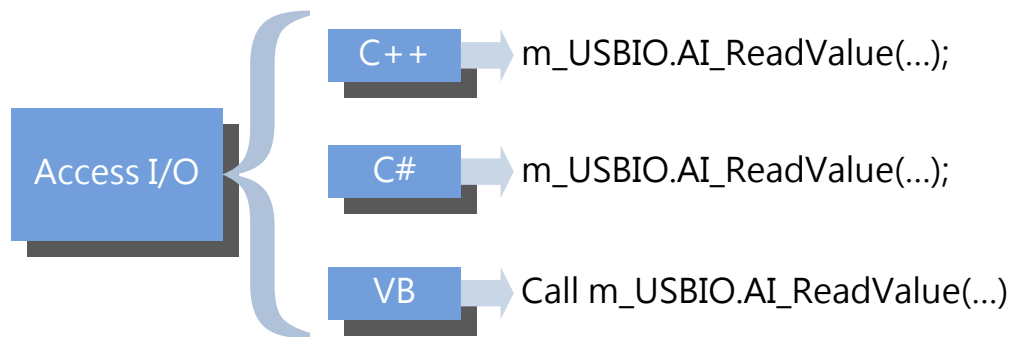 C++
m_USBIO.AI_ReadValue(...);
Access I/O
C#
m_USBIO.AI_ReadValue(...);
VB
Call m_USBIO.AI_ReadValue(...)